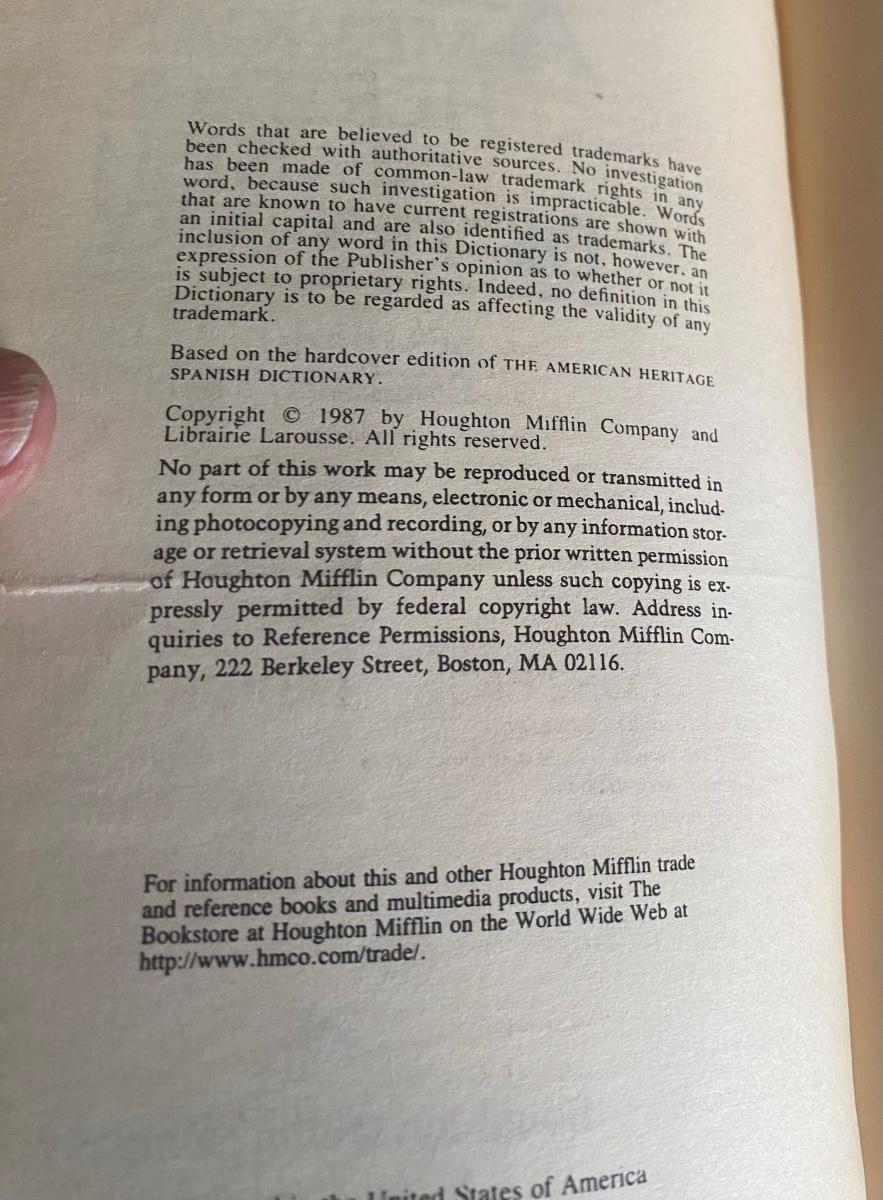 Words that are believed to be registered trademarks have
been checked with authoritative sources. No investigation
has been made of common-law trademark rights in any
word, because such investigation is impracticable. Words
that are known to have current registrations are shown with
an initial capital and are also identified as trademarks. The
inclusion of any word in this Dictionary is not, however, an
expression of the Publisher's opinion as to whether or not it
is subject to proprietary rights. Indeed, no definition in this
Dictionary is to be regarded as affecting the validity of any
trademark.
Based on the hardcover edition of THE AMERICAN HERITAGE
SPANISH DICTIONARY.
Copyright © 1987 by Houghton Mifflin Company and
Librairie Larousse. All rights reserved.
No part of this work may be reproduced or transmitted in
any form or by any means, electronic or mechanical, includ-
ing photocopying and recording, or by any information stor-
age or retrieval system without the prior written permission
of Houghton Mifflin Company unless such copying is ex-
pressly permitted by federal copyright law. Address in-
quiries to Reference Permissions, Houghton Mifflin Com-
pany, 222 Berkeley Street, Boston, MA 02116.
For information about this and other Houghton Mifflin trade
and reference books and multimedia products, visit The
Bookstore at Houghton Mifflin on the World Wide Web at
http://www.hmco.com/trade/.
United States of America